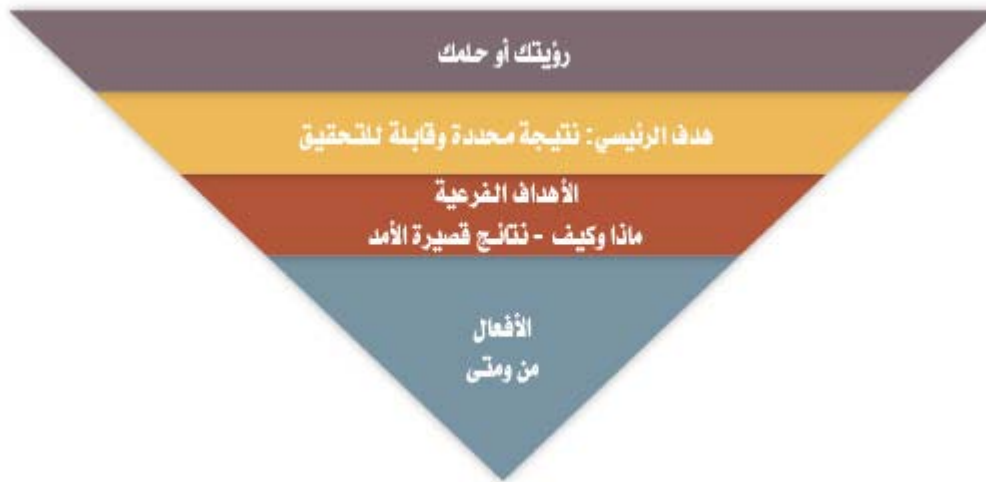 رؤيتك أو حلمك
هدف الرئيسي: نتيجة محددة وقابلة للتحقيق
الأهداف الفرعية
ماذا وكيف - نتائج قصيرة الأمد
الأفعال
من ومتى